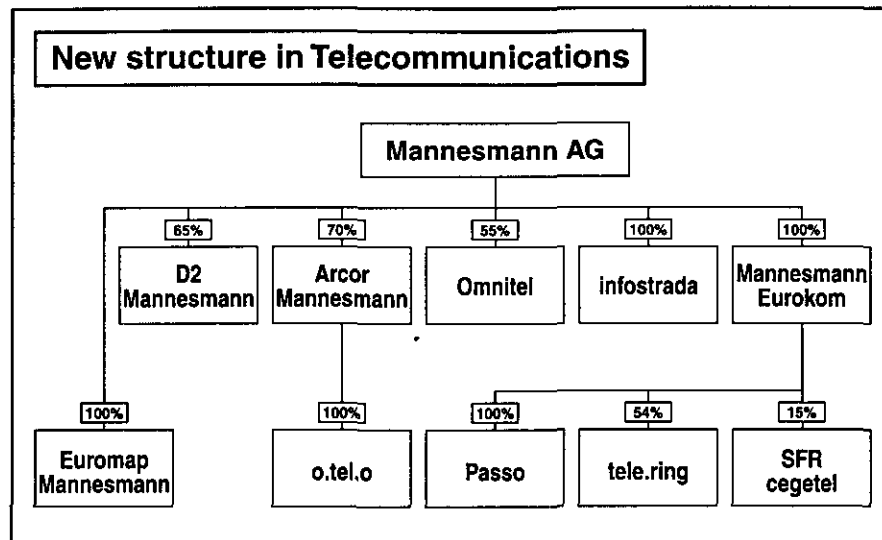 New structure in Telecommunications
Mannesmann AG
65%
70%
55%
100%
100%
D2
Mannesmann
Arcor
Mannesmann
Omnitel
infostrada
Mannesmann
Eurokom
100%
100%
100%
54%
15%
Euromap
Mannesmann
o.tel.o
Passo
tele.ring
SFR
cegetel